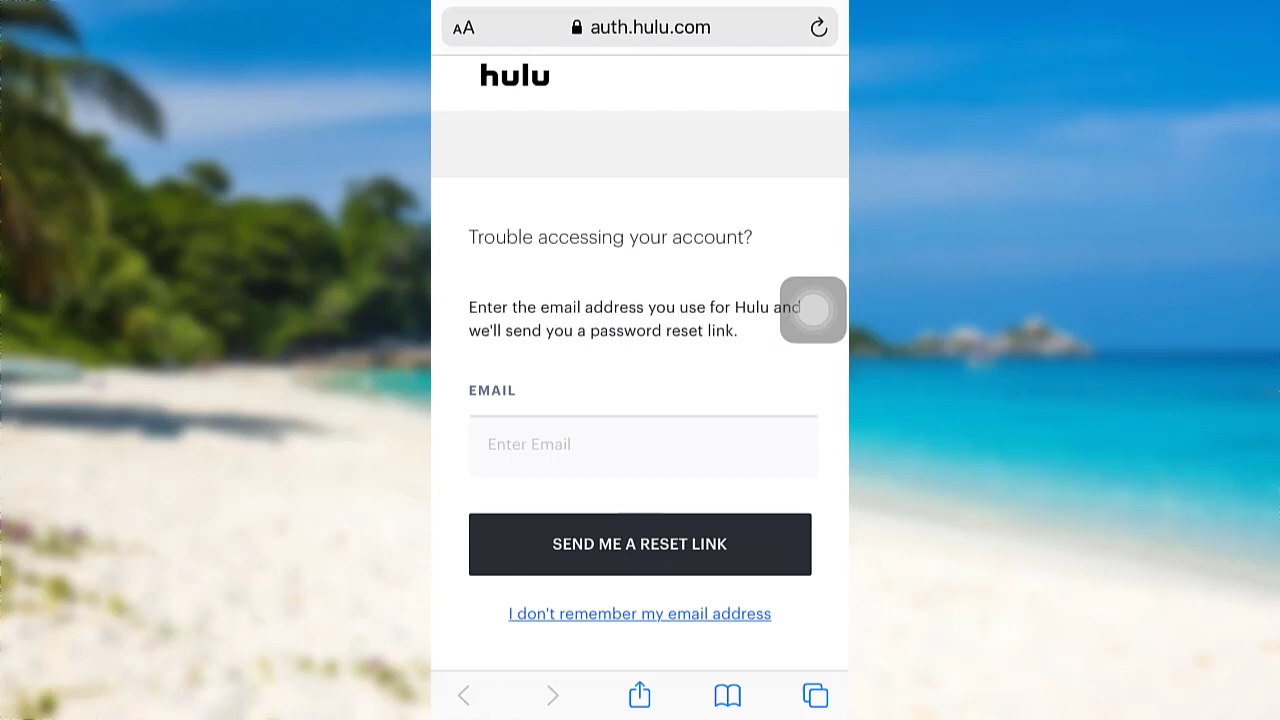 AA auth.hulu.com
hulu
Trouble accessing your account?
Enter the email address you use for Hulu and
we'll send you a password reset link.
EMAIL
Enter Email
SEND ME A RESET LINK
I don't remember my email address